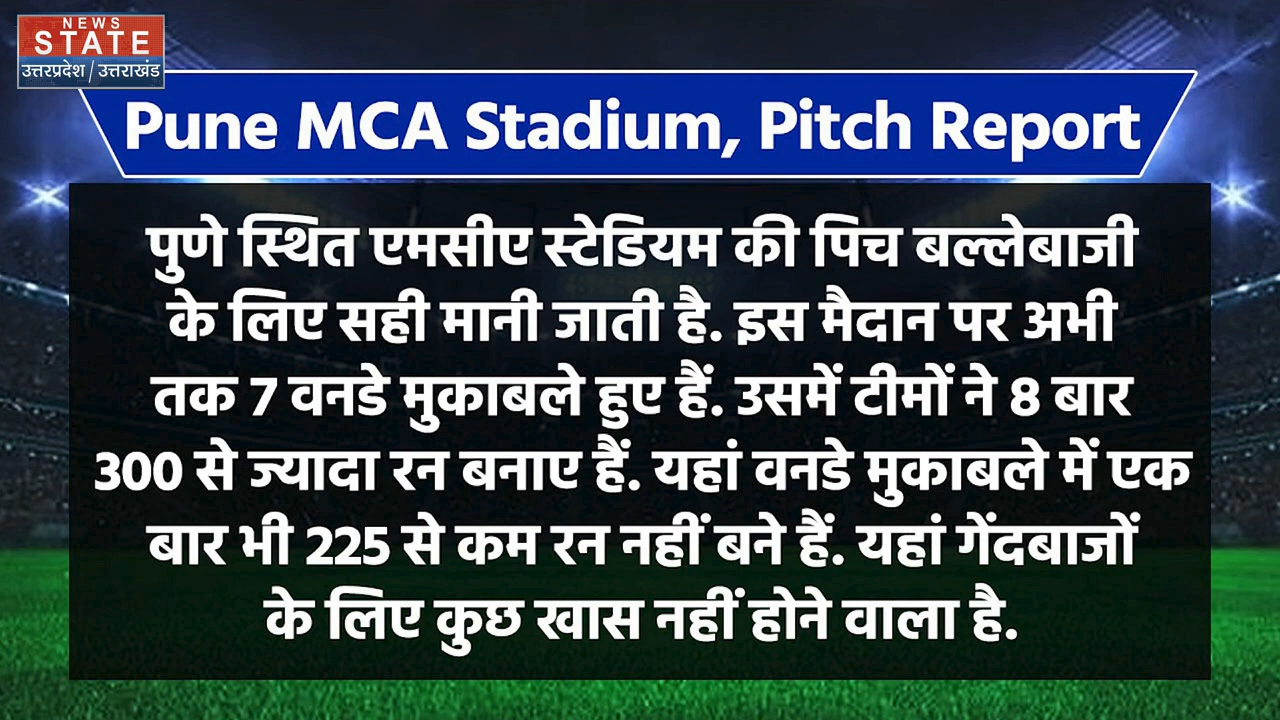 NEWS
STATE
उत्तरप्रदेश / उत्तराखंड
Pune MCA Stadium, Pitch Report
पुणे स्थित एमसीए स्टेडियम की पिच बल्लेबाजी
के लिए सही मानी जाती है. इस मैदान पर अभी
तक 7 वनडे मुकाबले हुए हैं. उसमें टीमों ने 8 बार
300 से ज्यादा रन बनाए हैं. यहां वनडे मुकाबले में एक
बार भी 225 से कम रन नहीं बने हैं. यहां गेंदबाजों
के लिए कुछ खास नहीं होने वाला है.